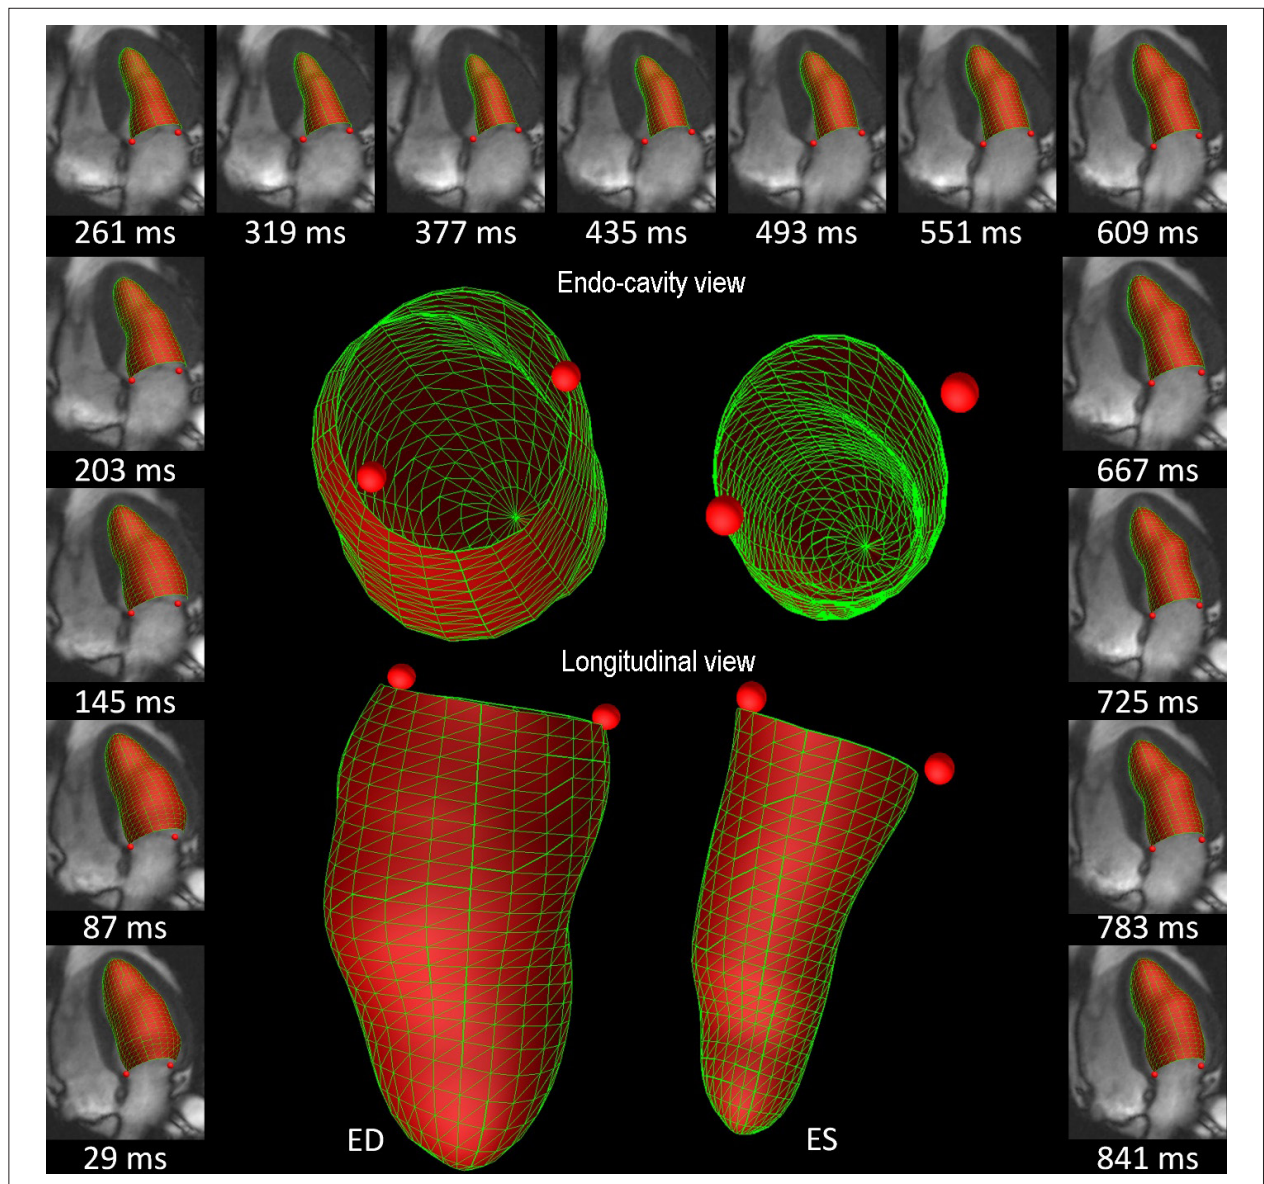 261 ms
319 ms
377 ms
435 ms
493 ms
551 ms
609 ms
Endo-cavity view
203 ms
667 ms
Longitudinal view
145 ms
725 ms
87 ms
783 ms
ED
ES
29 ms
841 ms